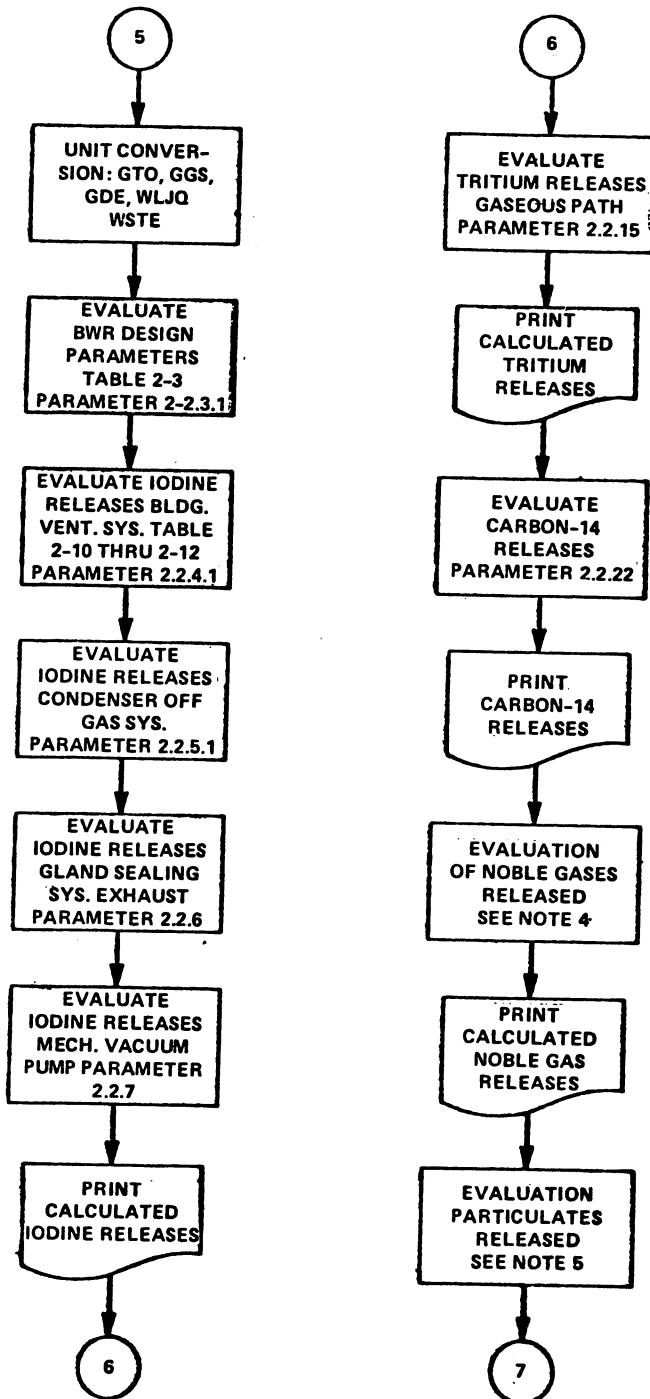 5
UNIT CONVER-
SION: GTO, GGS,
GDE, WLJQ
WSTE
EVALUATE
BWR DESIGN
PARAMETERS
TABLE 2-3
PARAMETER 2-2.3.1
EVALUATE IODINE
RELEASES BLDG.
VENT. SYS. TABLE
2-10 THRU 2-12
PARAMETER 2.2.4.1
EVALUATE
IODINE RELEASES
CONDENSER OFF
GAS SYS.
PARAMETER 2.2.5.1
EVALUATE
IODINE RELEASES
GLAND SEALING
SYS. EXHAUST
PARAMETER 2.2.6
EVALUATE
IODINE RELEASES
MECH. VACUUM
PUMP PARAMETER
2.2.7
PRINT
CALCULATED
IODINE RELEASES
6
6
EVALUATE
TRITIUM RELEASES
GASEOUS PATH
PARAMETER 2.2.15
PRINT
CALCULATED
TRITIUM
RELEASES
EVALUATE
CARBON-14
RELEASES
PARAMETER 2.2.22
PRINT
CARBON-14
RELEASES
EVALUATION
OF NOBLE GASES
RELEASED
SEE NOTE 4
PRINT
CALCULATED
NOBLE GAS
RELEASES
EVALUATION
PARTICULATES
RELEASED
SEE NOTE 5
7